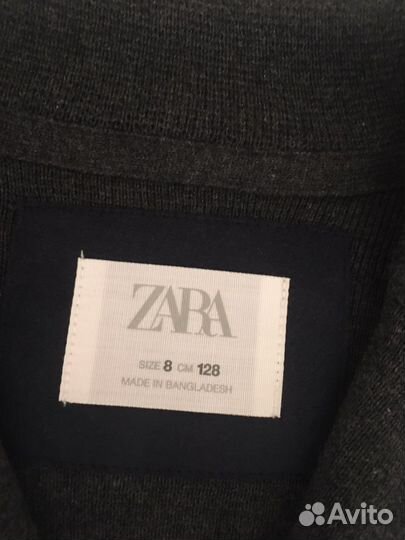 ZARA
SIZE 8 CM 128
MADE IN BANGLADESH
Avito